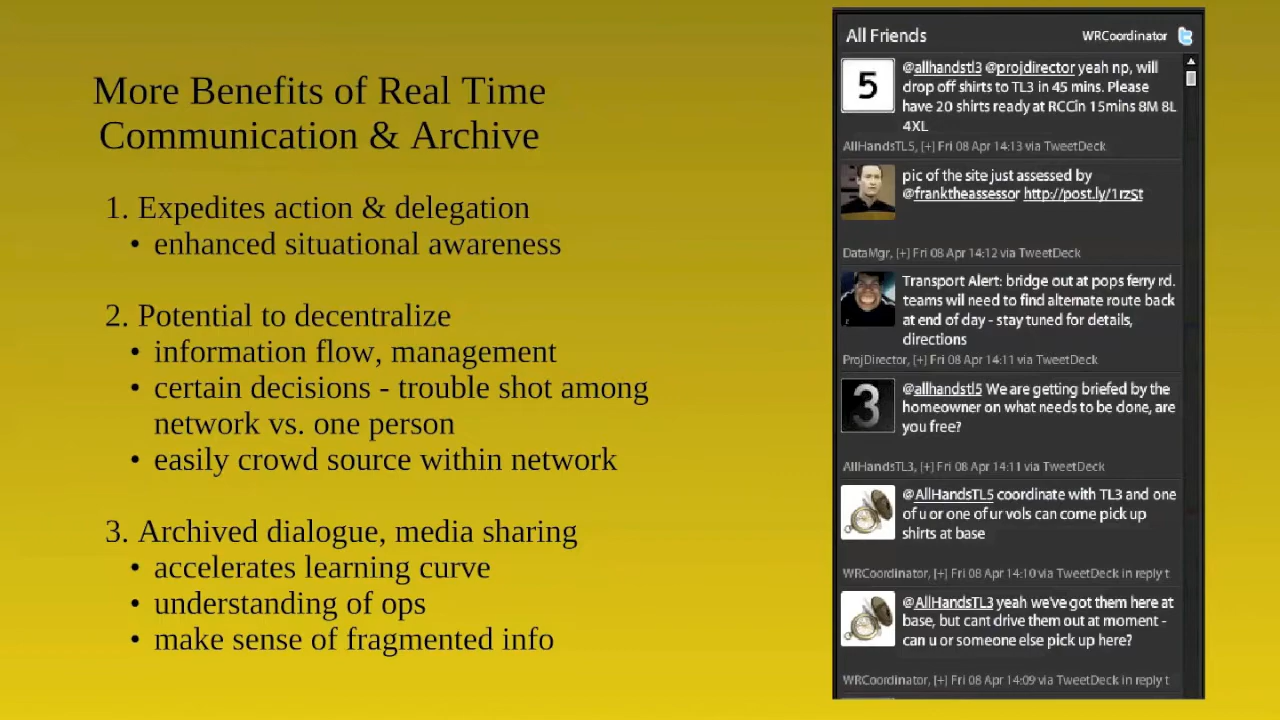 More Benefits of Real Time
Communication & Archive
1. Expedites action & delegation
• enhanced situational awareness
2. Potential to decentralize
• information flow, management
• certain decisions - trouble shot among
network vs. one person
• easily crowd source within network
3. Archived dialogue, media sharing
• accelerates learning curve
• understanding of ops
• make sense of fragmented info
All Friends
WRCoordinator
5
@allhandstl3 @projdirector yeah np, will
drop off shirts to TL3 in 45 mins. Please
have 20 shirts ready at RCCin 15mins 8M 8L
4XL
AllHandsTL5, [+] Fri 08 Apr 14:13 via TweetDeck
pic of the site just assessed by
@franktheassessor http://post.ly/1rzSt
DataMgr, [+] Fri 08 Apr 14:12 via TweetDeck
Transport Alert: bridge out at pops ferry rd.
teams wil need to find alternate route back
at end of day - stay tuned for details,
directions
ProjDirector, [+] Fri 08 Apr 14:11 via TweetDeck
3
@allhandstl5 We are getting briefed by the
homeowner on what needs to be done, are
you free?
AllHandsTL3, [+] Fri 08 Apr 14:11 via TweetDeck
@AllHandsTL5 coordinate with TL3 and one
of u or one of ur vols can come pick up
shirts at base
WRCoordinator, [+] Fri 08 Apr 14:10 via TweetDeck in reply t
@AllHandsTL3 yeah we've got them here at
base, but cant drive them out at moment -
can u or someone else pick up here?
WRCoordinator, [+] Fri 08 Apr 14:09 via TweetDeck in reply t